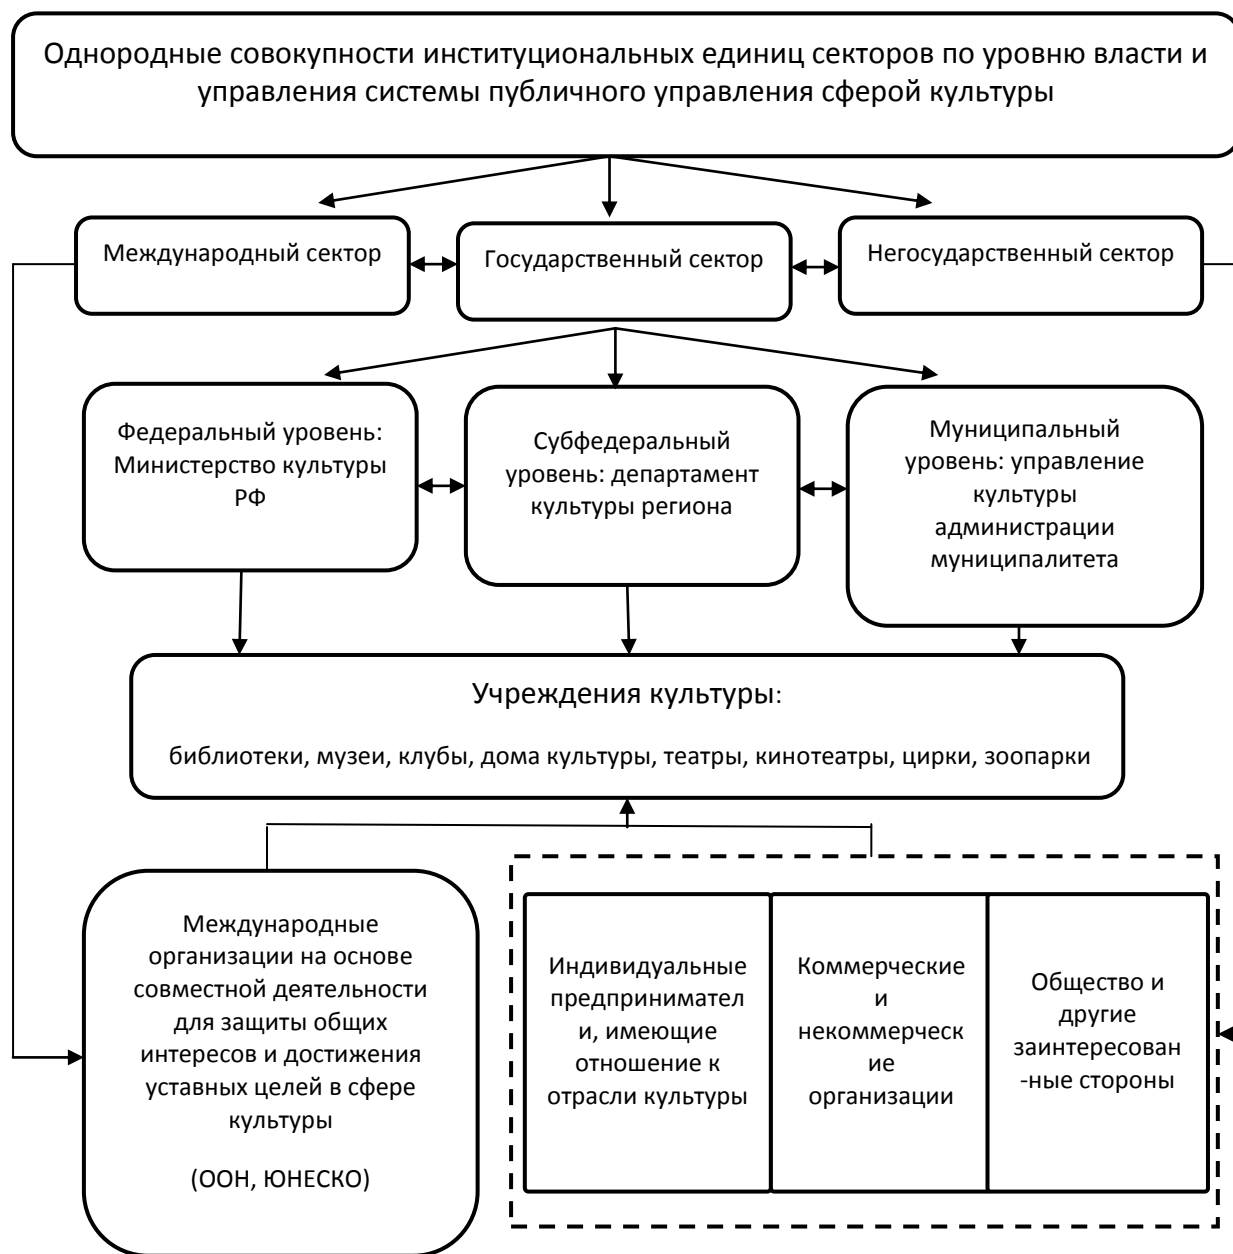 Однородные совокупности институциональных единиц секторов по уровню власти и
управления системы публичного управления сферой культуры
Международный сектор
Государственный сектор
Негосударственный сектор
Федеральный уровень:
Министерство культуры
РФ
Субфедеральный
уровень: департамент
культуры региона
Муниципальный
уровень: управление
культуры
администрации
муниципалитета
Учреждения культуры:
библиотеки, музеи, клубы, дома культуры, театры, кинотеатры, цирки, зоопарки
Международные
организации на основе
совместной деятельности
для защиты общих
интересов и достижения
уставных целей в сфере
культуры
(ООН, ЮНЕСКО)
Индивидуальные
предпринимател
и, имеющие
отношение к
отрасли культуры
Коммерческие
и
некоммерчес­к
ие
организации
Общество и
другие
заинтересован
-ные стороны